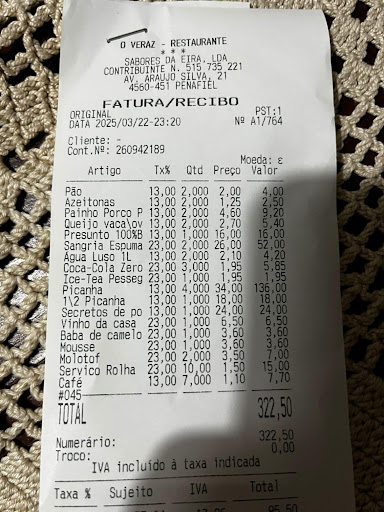 O VERAZ - RESTAURANTE
* * *
SABORES DA EIRA, LDA
CONTRIBUINTE N. 515 735 221
AV. ARAUJO SILVA, 21
4560-451 PENAFIEL
FATURA/RECIBO
ORIGINAL PST:1
DATA 2025/03/22-23:20 Nº A1/764
Cliente: -
Cont.Nº: 260942189
Moeda: €
Artigo Tx% Qtd Preço Valor
Pão 13,00 2,000 2,00 4,00
Azeitonas 13,00 2,000 1,25 2,50
Painho Porco P 13,00 2,000 4,60 9,20
Queijo vaca\ov 13,00 2,000 2,70 5,40
Presunto 100%B 13,00 1,000 16,00 16,00
Sangria Espuma 23,00 2,000 26,00 52,00
Agua Luso 1L 13,00 2,000 2,10 4,20
Coca-Cola Zero 23,00 3,000 1,95 5,85
Ice-Tea Pesseg 23,00 1,000 1,95 1,95
Picanha 13,00 4,000 34,00 136,00
1\2 Picanha 13,00 1,000 18,00 18,00
Secretos de po 13,00 1,000 24,00 24,00
Vinho da casa 23,00 1,000 6,50 6,50
Baba de camelo 23,00 1,000 3,60 3,60
Mousse 23,00 1,000 3,60 3,60
Molotof 23,00 2,000 3,50 7,00
Servico Rolha 23,00 10,00 1,50 15,00
Café 13,00 7,000 1,10 7,70
#045
TOTAL 322,50
Numerário: 322,50
Troco: 0,00
IVA incluído à taxa indicada
Taxa % Sujeito IVA Total
95,50